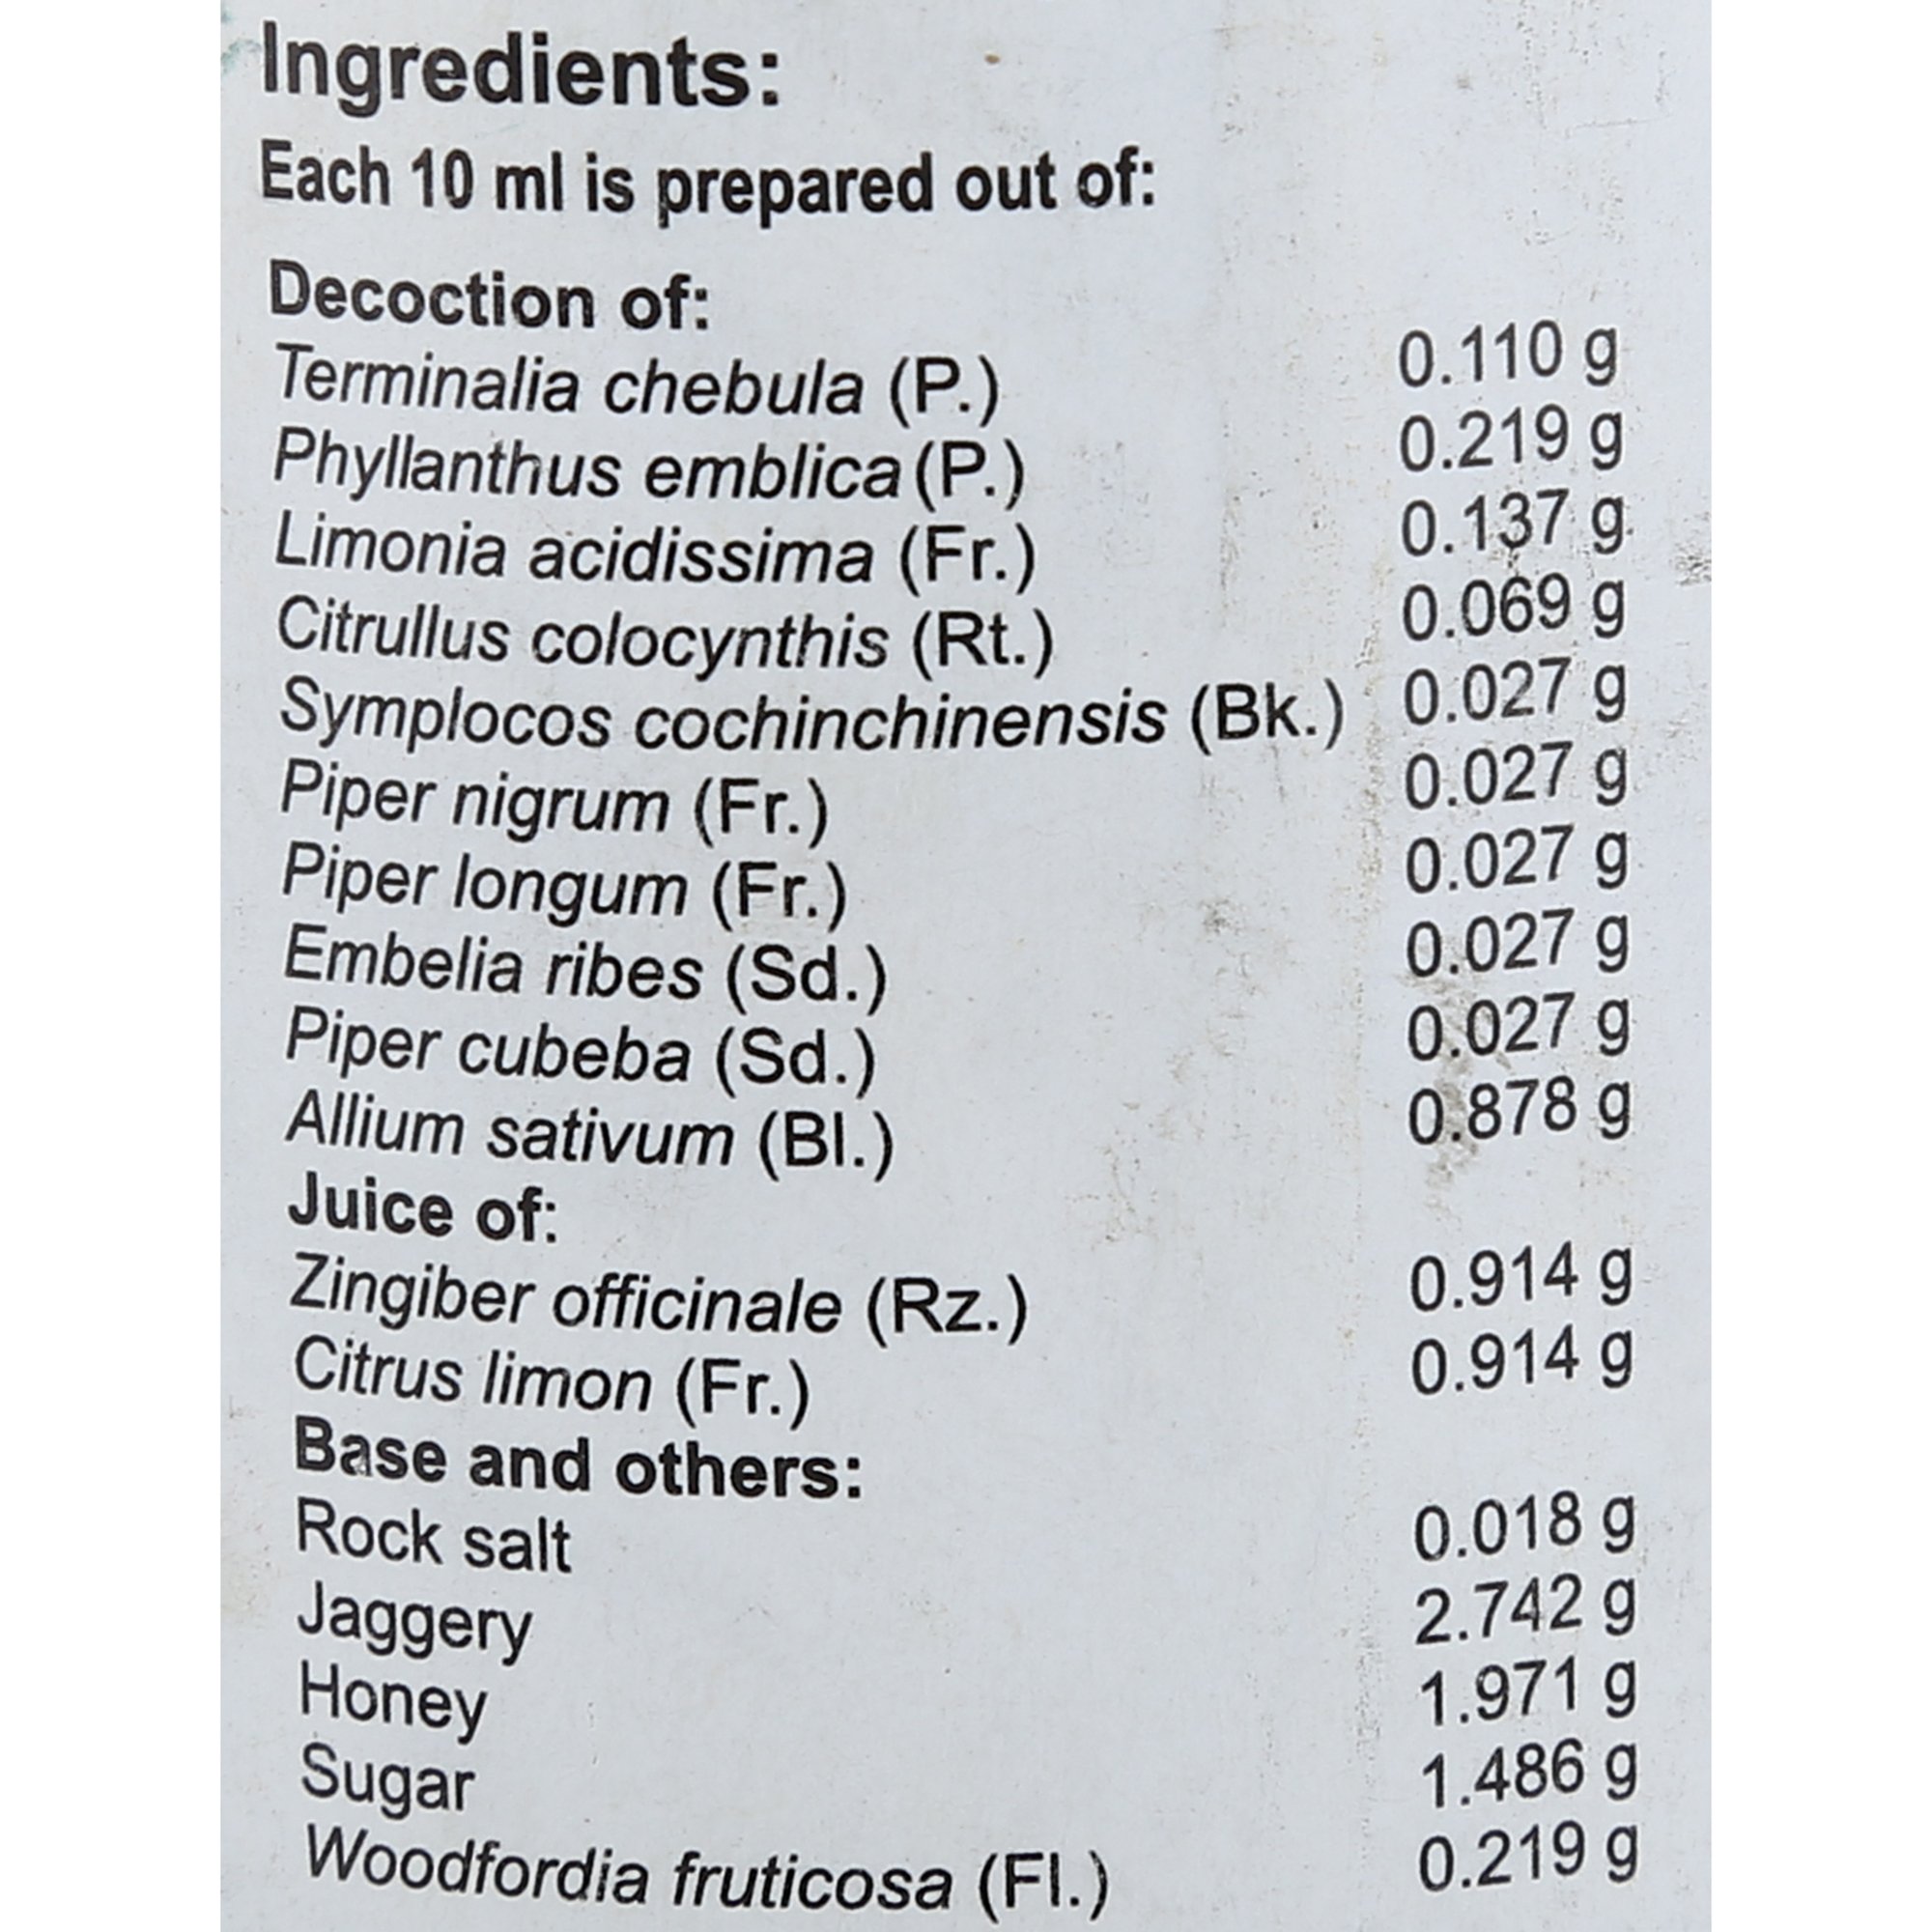 Ingredients:
Each 10 ml is prepared out of:
Decoction of:
Terminalia chebula (P.) 0.110 g
Phyllanthus emblica (P.) 0.219 g
Limonia acidissima (Fr.) 0.137 g
Citrullus colocynthis (Rt.) 0.069 g
Symplocos cochinchinensis (Bk.) 0.027 g
Piper nigrum (Fr.) 0.027 g
Piper longum (Fr.) 0.027 g
Embelia ribes (Sd.) 0.027 g
Piper cubeba (Sd.) 0.027 g
Allium sativum (Bl.) 0.878 g
Juice of:
Zingiber officinale (Rz.) 0.914 g
Citrus limon (Fr.) 0.914 g
Base and others:
Rock salt 0.018 g
Jaggery 2.742 g
Honey 1.971 g
Sugar 1.486 g
Woodfordia fruticosa (Fl.) 0.219 g